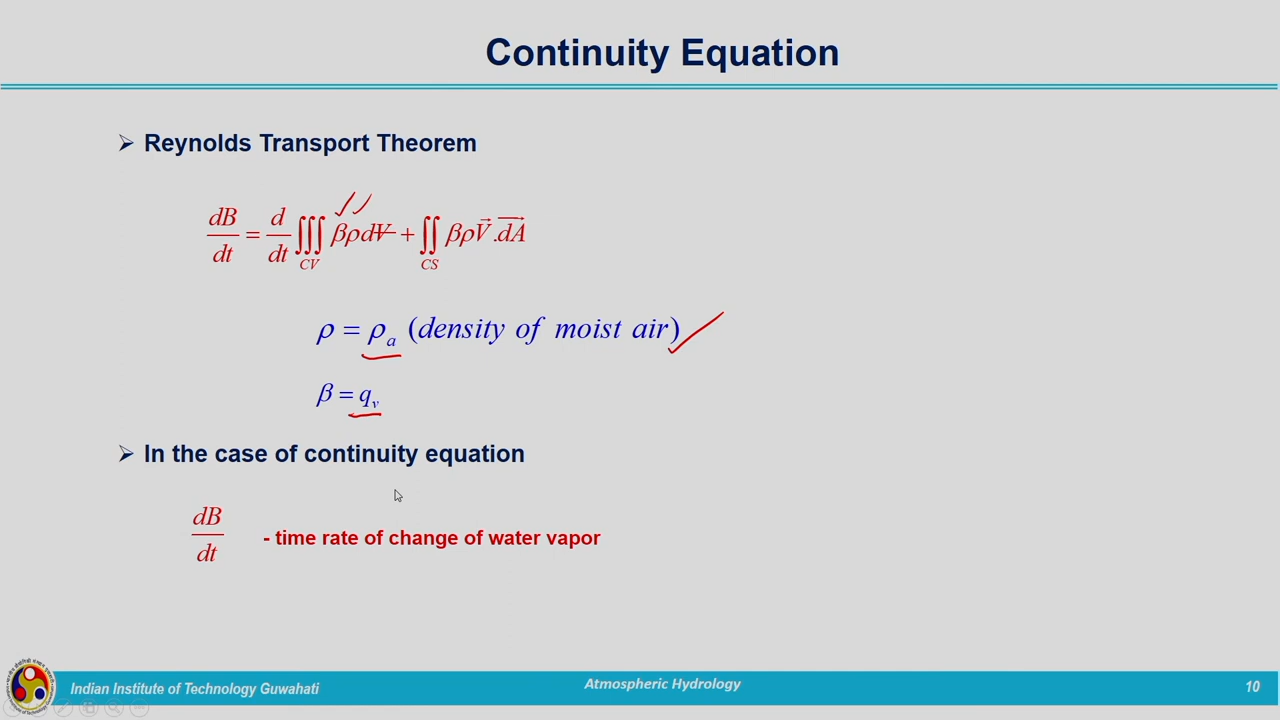 Continuity Equation
➢ Reynolds Transport Theorem
dB/dt = d/dt ∭_CV βρdV̶ + ∬_CS βρV⃗.dA⃗
ρ = ρₐ (density of moist air)
β = qᵥ
➢ In the case of continuity equation
dB/dt - time rate of change of water vapor
Indian Institute of Technology Guwahati Atmospheric Hydrology 10